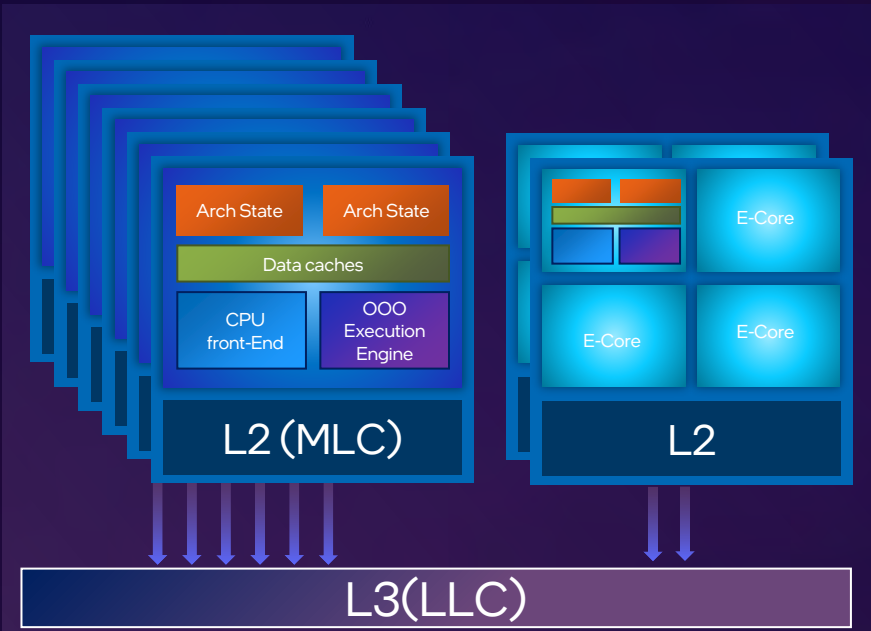 Arch State
Arch State
Data caches
CPU
front-End
OOO
Execution
Engine
L2 (MLC)
E-Core
E-Core
E-Core
L2
L3(LLC)